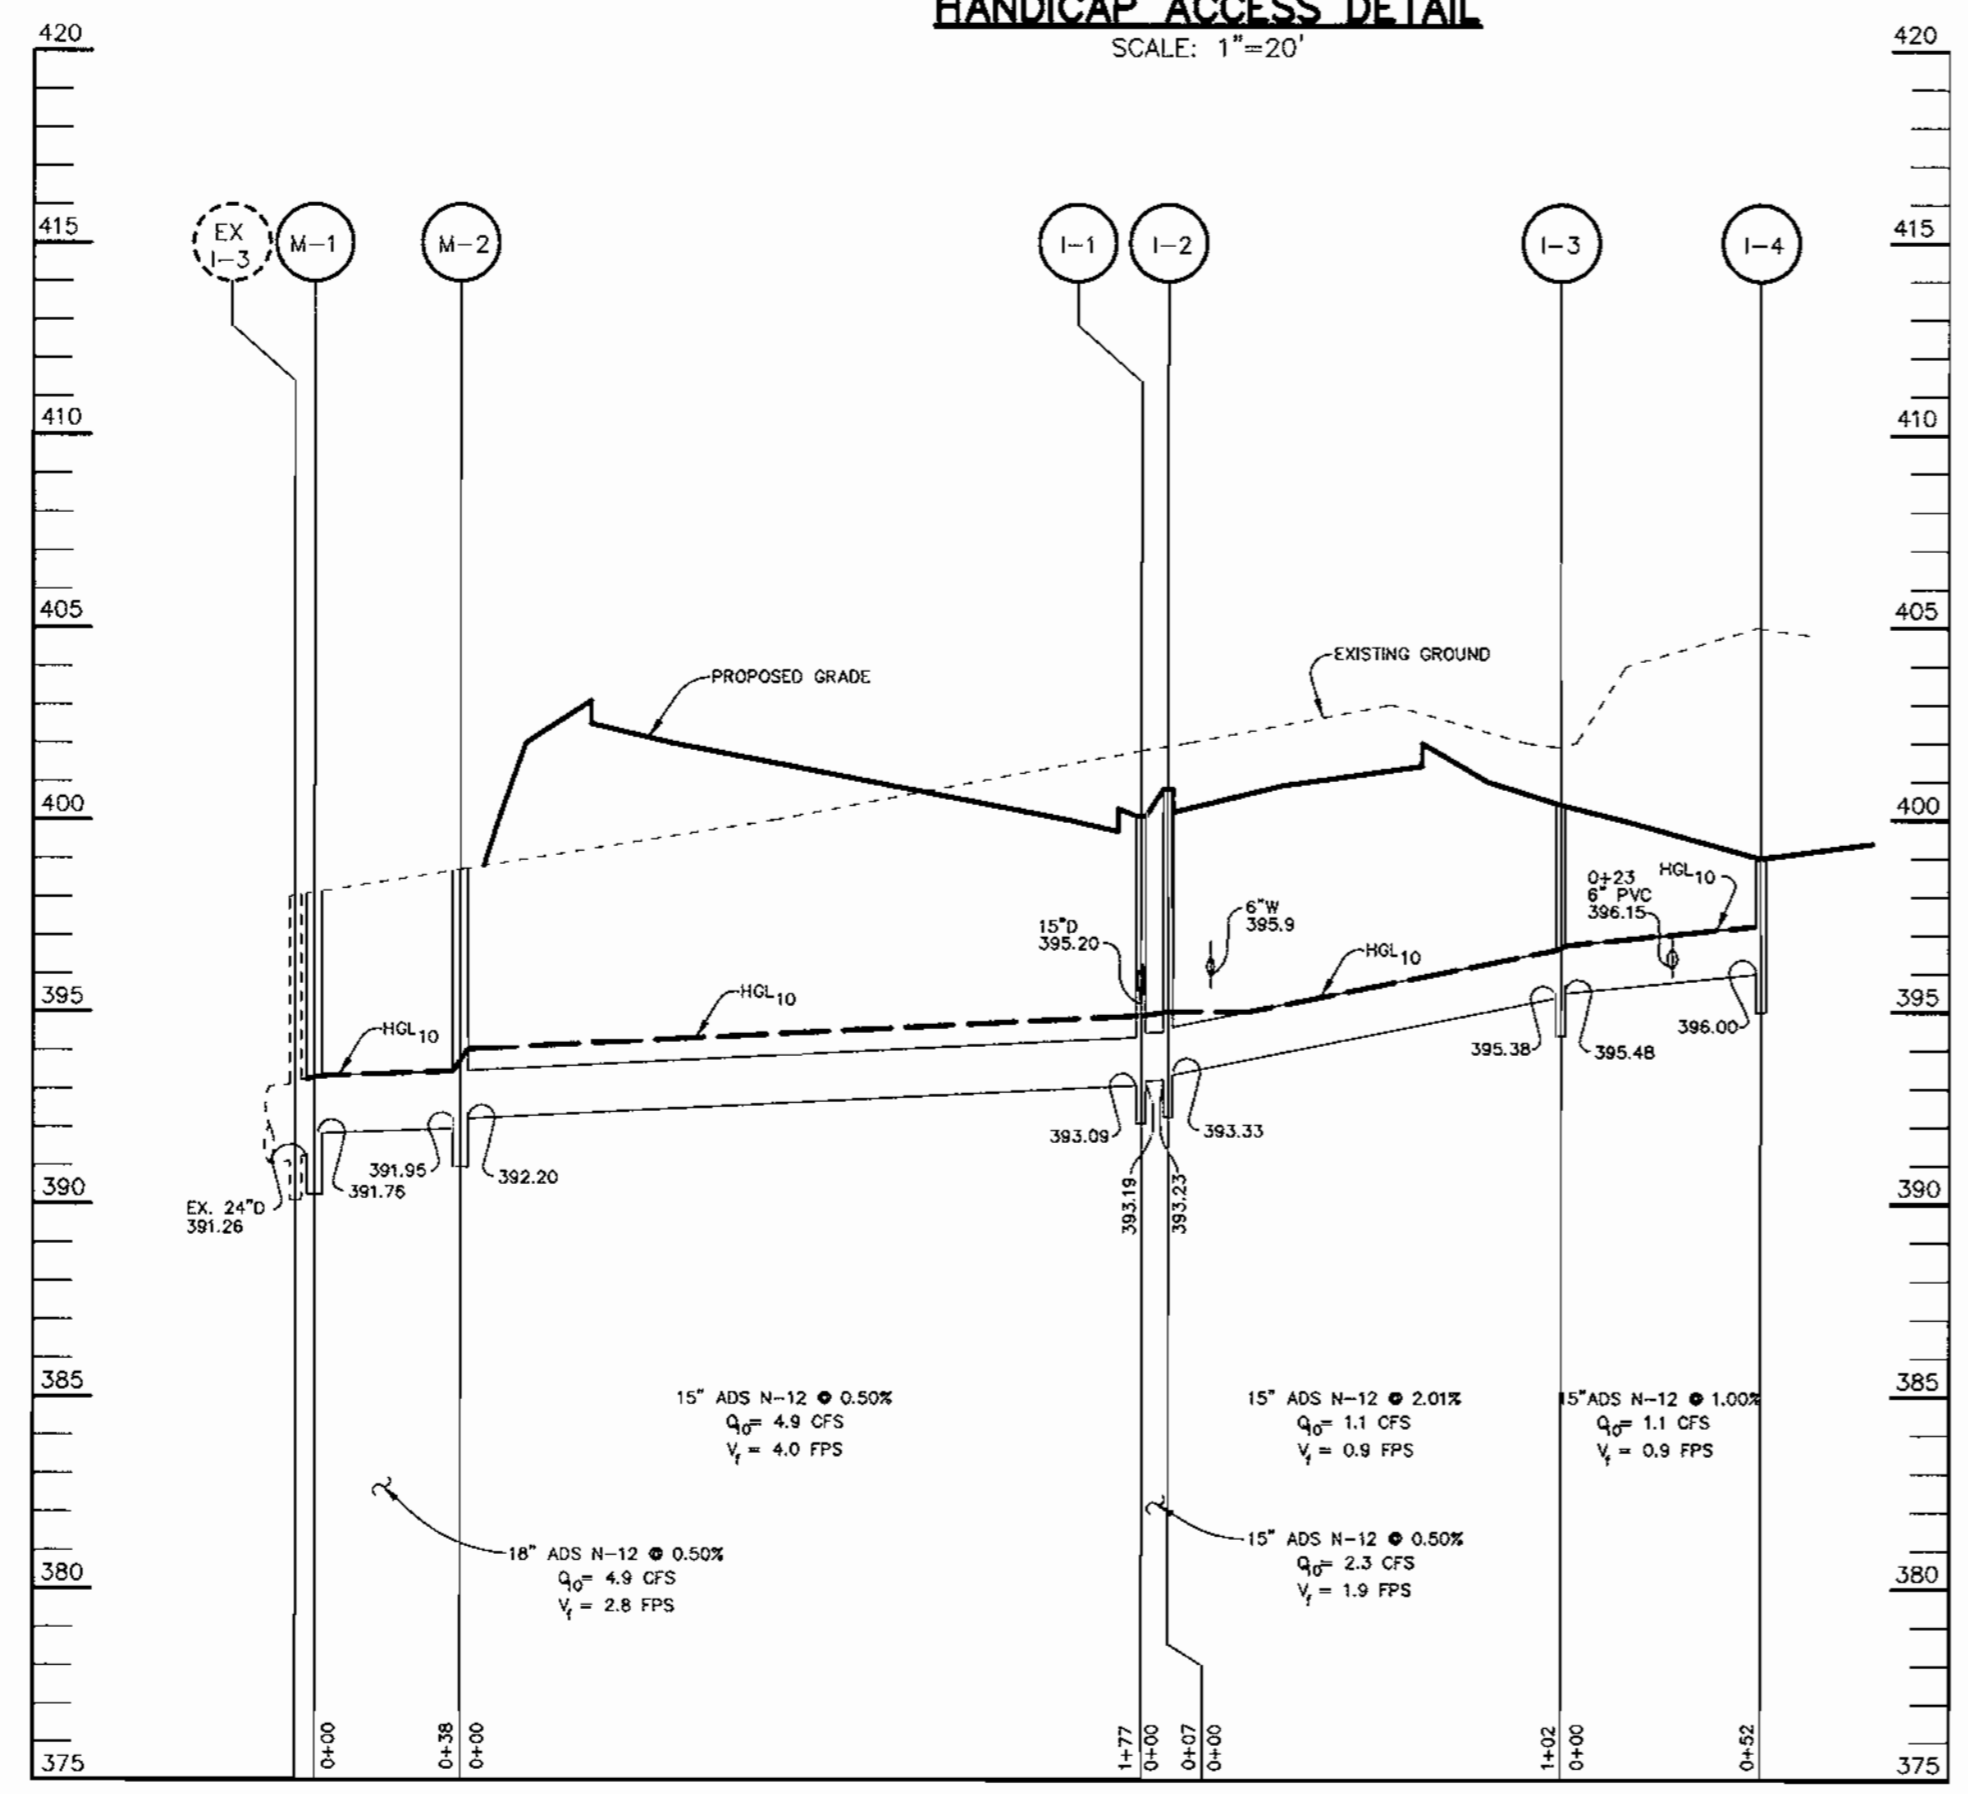 HANDICAP ACCESS DETAIL
SCALE: 1"=20'
420
420
EX
I-3
M-1
M-2
I-1
I-2
I-3
I-4
415
415
410
410
405
405
EXISTING GROUND
PROPOSED GRADE
400
400
0+23
6" PVC
396.15
HGL10
6"W
395.9
15"D
395.20
HGL10
HGL10
HGL10
395
395
396.00
395.38
395.48
393.09
393.33
391.95
391.76
392.20
393.19
393.23
390
390
EX. 24"D
391.26
385
385
15" ADS N-12 @ 0.50%
Q10= 4.9 CFS
Vf = 4.0 FPS
15" ADS N-12 @ 2.01%
Q10= 1.1 CFS
Vf = 0.9 FPS
15"ADS N-12 @ 1.00%
Q10= 1.1 CFS
Vf = 0.9 FPS
18" ADS N-12 @ 0.50%
Q10= 4.9 CFS
Vf = 2.8 FPS
15" ADS N-12 @ 0.50%
Q10= 2.3 CFS
Vf = 1.9 FPS
380
380
0+00
0+38
0+00
1+77
0+00
0+07
0+00
1+02
0+00
0+52
375
375